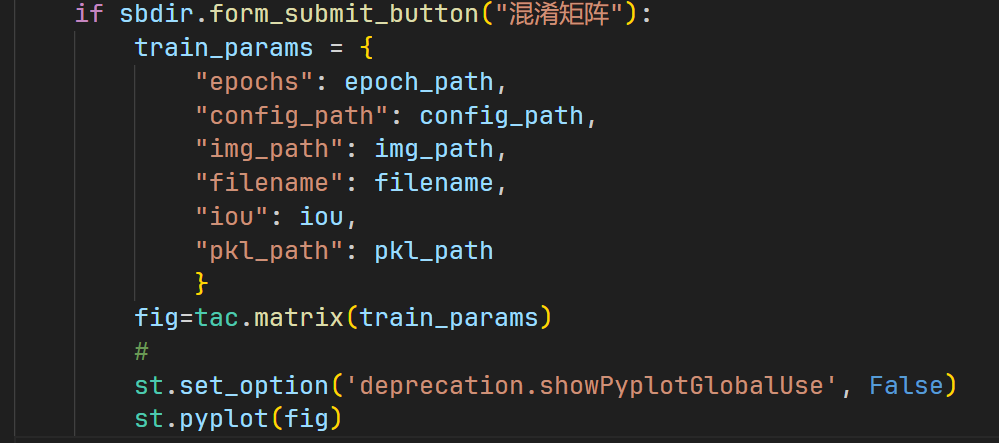 if sbdir.form_submit_button("混淆矩阵"):
train_params = {
"epochs": epoch_path,
"config_path": config_path,
"img_path": img_path,
"filename": filename,
"iou": iou,
"pkl_path": pkl_path
}
fig=tac.matrix(train_params)
#
st.set_option('deprecation.showPyplotGlobalUse', False)
st.pyplot(fig)